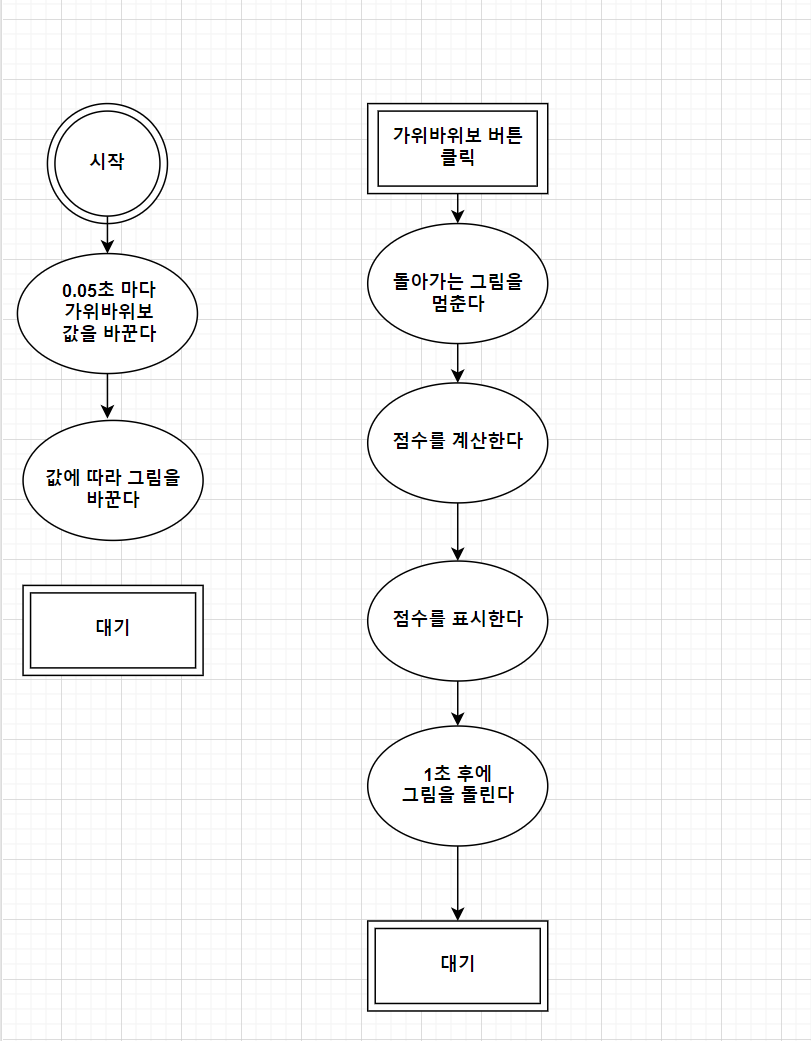 시작
0.05초 마다
가위바위보
값을 바꾼다
값에 따라 그림을
바꾼다
대기
가위바위보 버튼
클릭
돌아가는 그림을
멈춘다
점수를 계산한다
점수를 표시한다
1초 후에
그림을 돌린다
대기